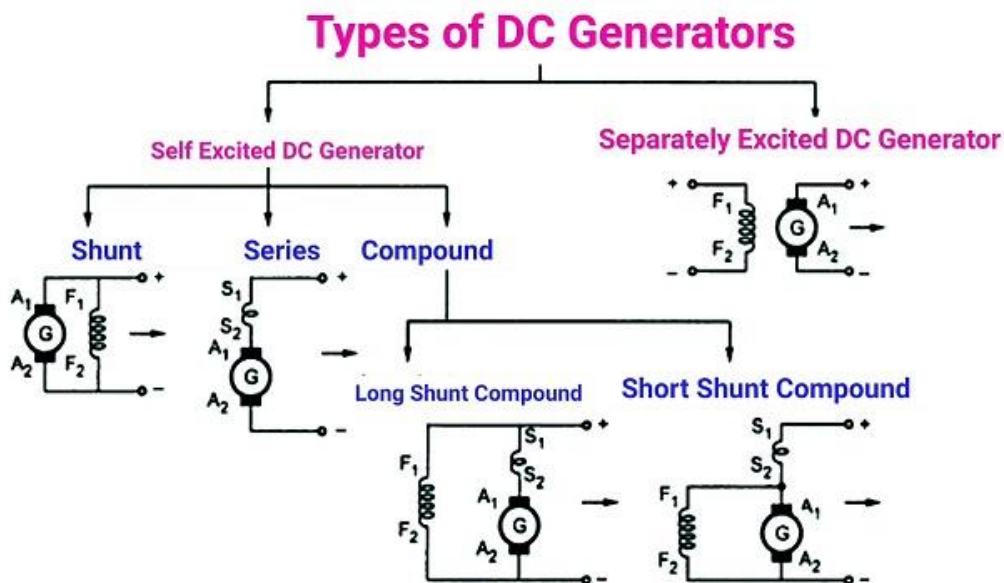 Types of DC Generators
Self Excited DC Generator
Separately Excited DC Generator
+
F1
F2
−
G
A1
A2
+
−
Shunt
Series
Compound
A1
A2
G
F1
F2
+
−
S1
S2
A1
A2
G
+
−
Long Shunt Compound
Short Shunt Compound
F1
F2
S1
S2
A1
A2
G
+
−
S1
S2
F1
F2
A1
A2
G
+
−